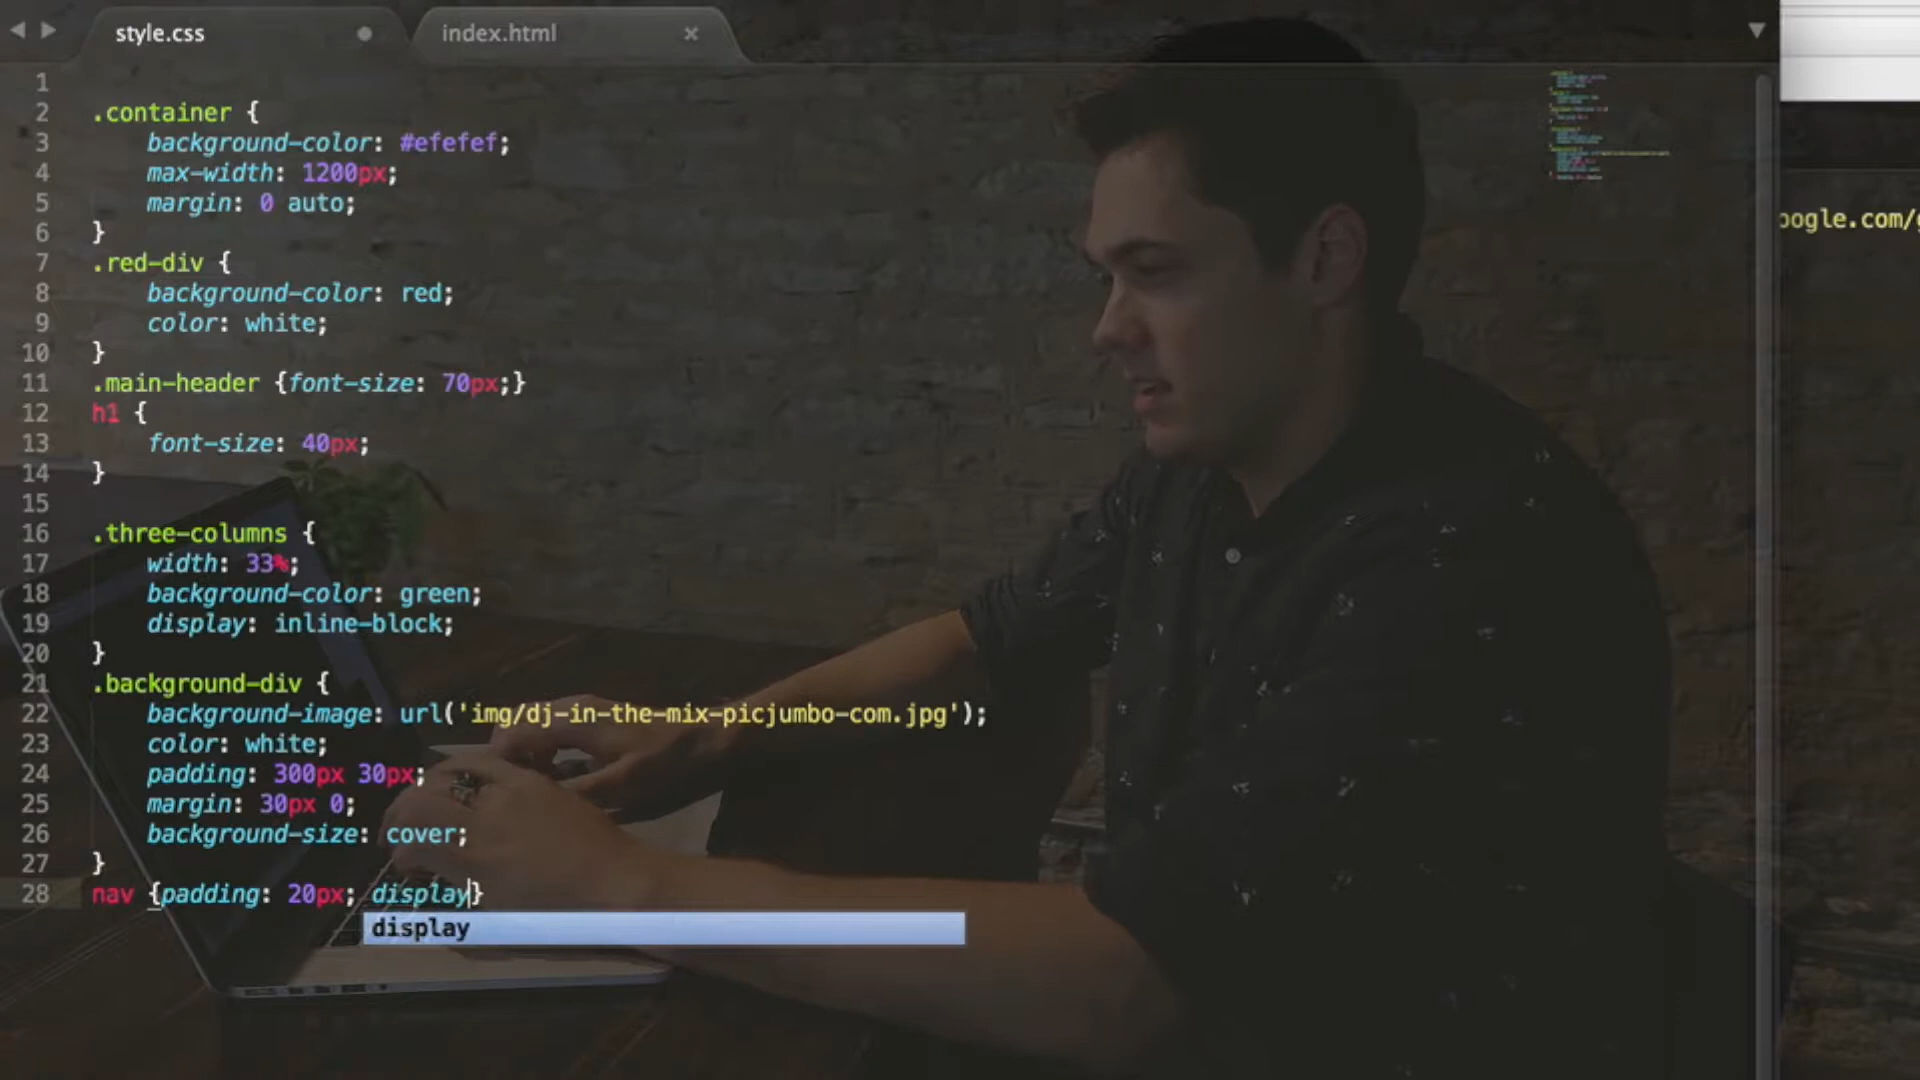 style.css
index.html
1
2 .container {
3 background-color: #efefef;
4 max-width: 1200px;
5 margin: 0 auto;
6 }
7 .red-div {
8 background-color: red;
9 color: white;
10 }
11 .main-header {font-size: 70px;}
12 h1 {
13 font-size: 40px;
14 }
15
16 .three-columns {
17 width: 33%;
18 background-color: green;
19 display: inline-block;
20 }
21 .background-div {
22 background-image: url('img/dj-in-the-mix-picjumbo-com.jpg');
23 color: white;
24 padding: 300px 30px;
25 margin: 30px 0;
26 background-size: cover;
27 }
28 nav {padding: 20px; display}
display
oogle.com/g